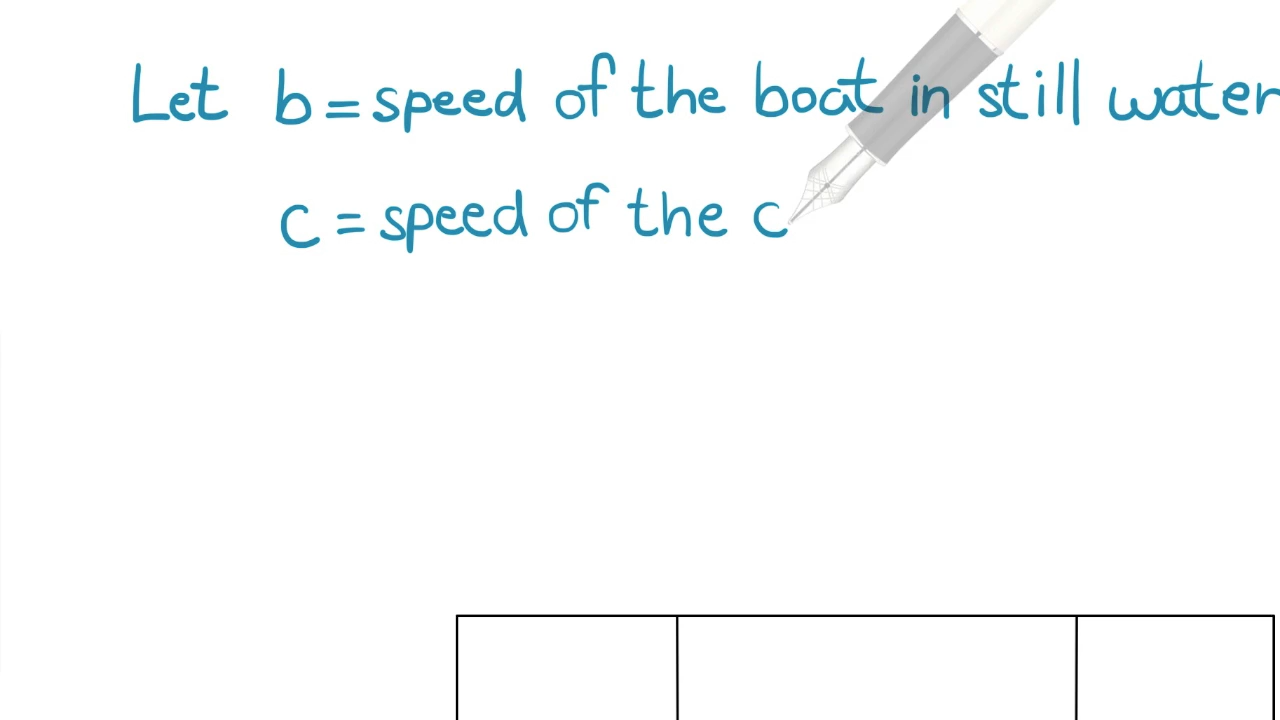 Let b = speed of the boat in still water
c = speed of the c